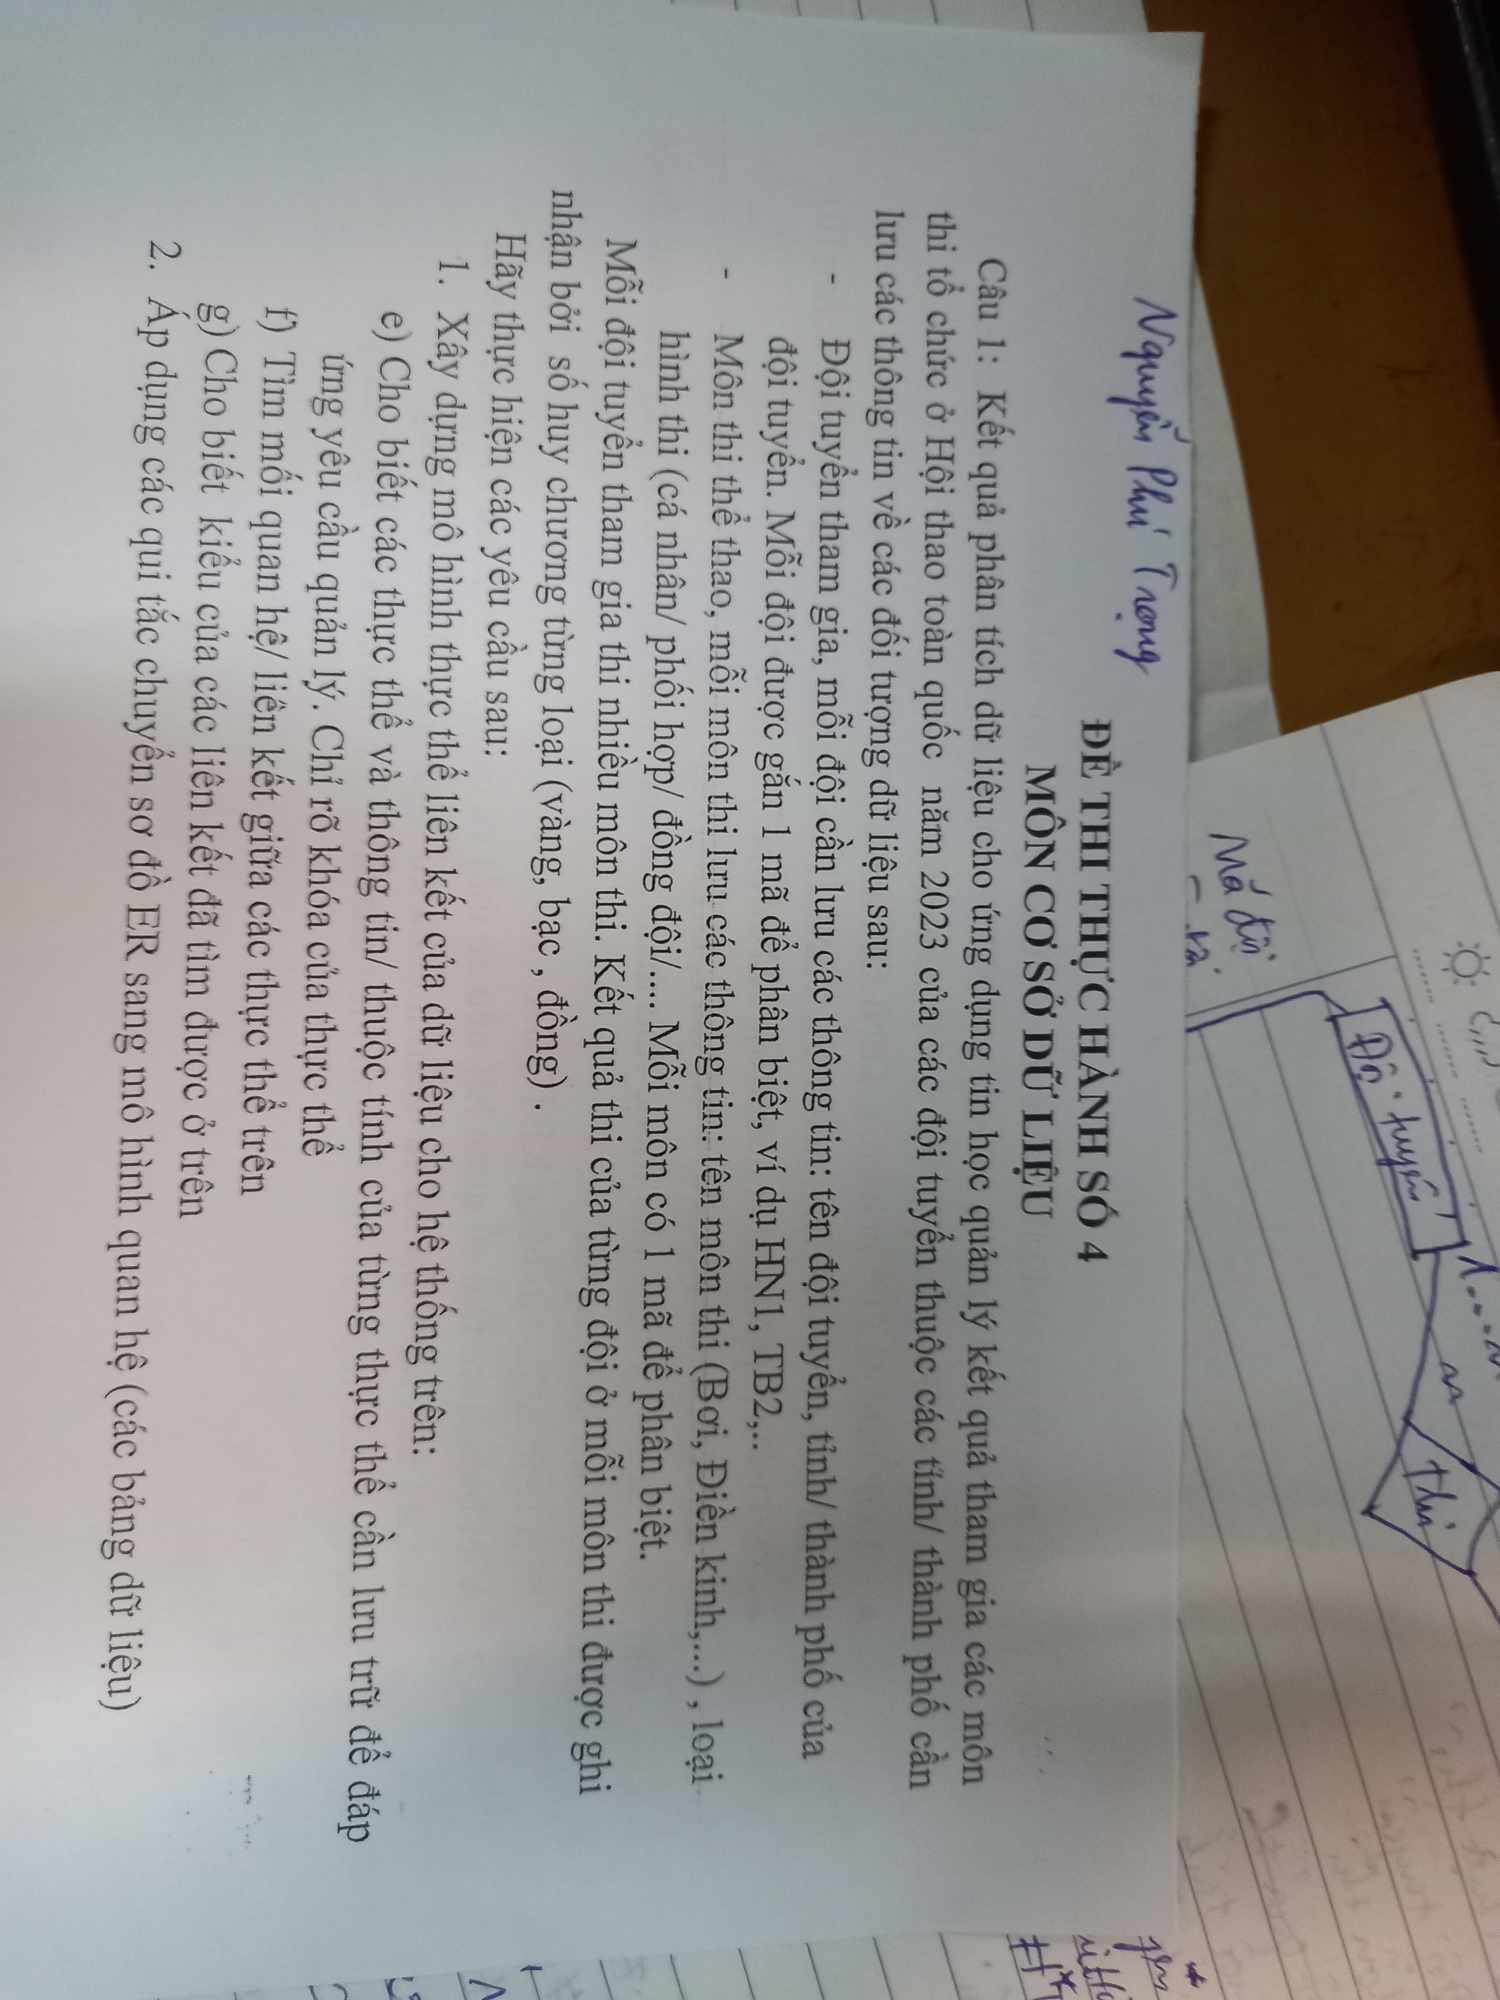 Nguyễn Phú Trọng
ĐỀ THI THỰC HÀNH SỐ 4
MÔN CƠ SỞ DỮ LIỆU
Câu 1: Kết quả phân tích dữ liệu cho ứng dụng tin học quản lý kết quả tham gia các môn
thi tổ chức ở Hội thao toàn quốc năm 2023 của các đội tuyển thuộc các tỉnh/ thành phố cần
lưu các thông tin về các đối tượng dữ liệu sau:
- Đội tuyển tham gia, mỗi đội cần lưu các thông tin: tên đội tuyển, tỉnh/ thành phố của
đội tuyển. Mỗi đội được gắn 1 mã để phân biệt, ví dụ HN1, TB2,..
- Môn thi thể thao, mỗi môn thi lưu các thông tin: tên môn thi (Bơi, Điền kinh,...) , loại
hình thi (cá nhân/ phối hợp/ đồng đội/.... Mỗi môn có 1 mã để phân biệt.
Mỗi đội tuyển tham gia thi nhiều môn thi. Kết quả thi của từng đội ở mỗi môn thi được ghi
nhận bởi số huy chương từng loại (vàng, bạc , đồng) .
Hãy thực hiện các yêu cầu sau:
1. Xây dựng mô hình thực thể liên kết của dữ liệu cho hệ thống trên:
e) Cho biết các thực thể và thông tin/ thuộc tính của từng thực thể cần lưu trữ để đáp
ứng yêu cầu quản lý. Chỉ rõ khóa của thực thể
f) Tìm mối quan hệ/ liên kết giữa các thực thể trên
g) Cho biết kiểu của các liên kết đã tìm được ở trên
2. Áp dụng các qui tắc chuyển sơ đồ ER sang mô hình quan hệ (các bảng dữ liệu)
Mã đội
Đội tuyển
thi